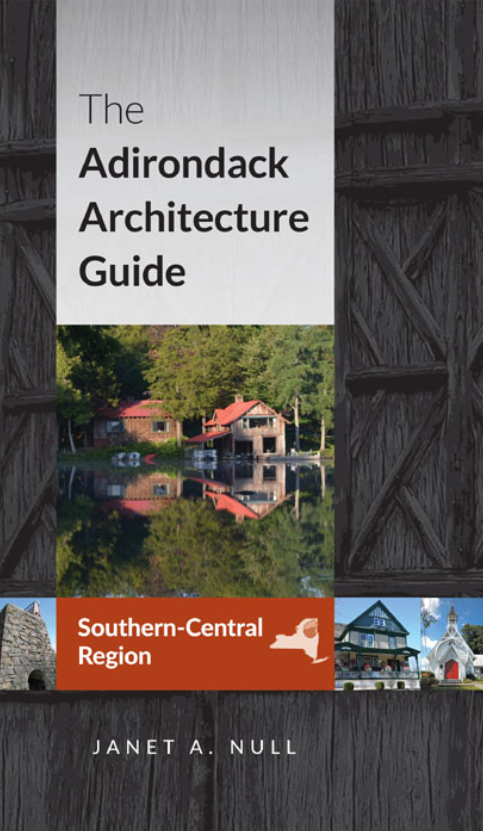 The
Adirondack
Architecture
Guide
Southern-Central
Region
JANET A. NULL